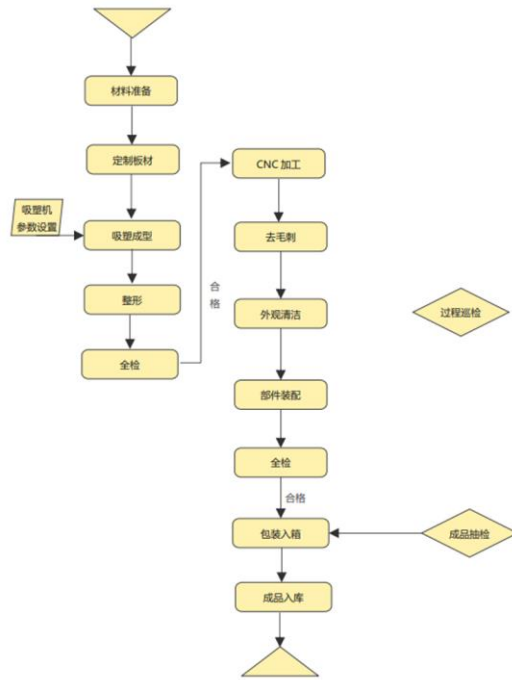 材料准备
定制板材
吸塑机
参数设置
吸塑成型
整形
全检
合
格
CNC 加工
去毛刺
外观清洁
过程巡检
部件装配
全检
合格
包装入箱
成品抽检
成品入库